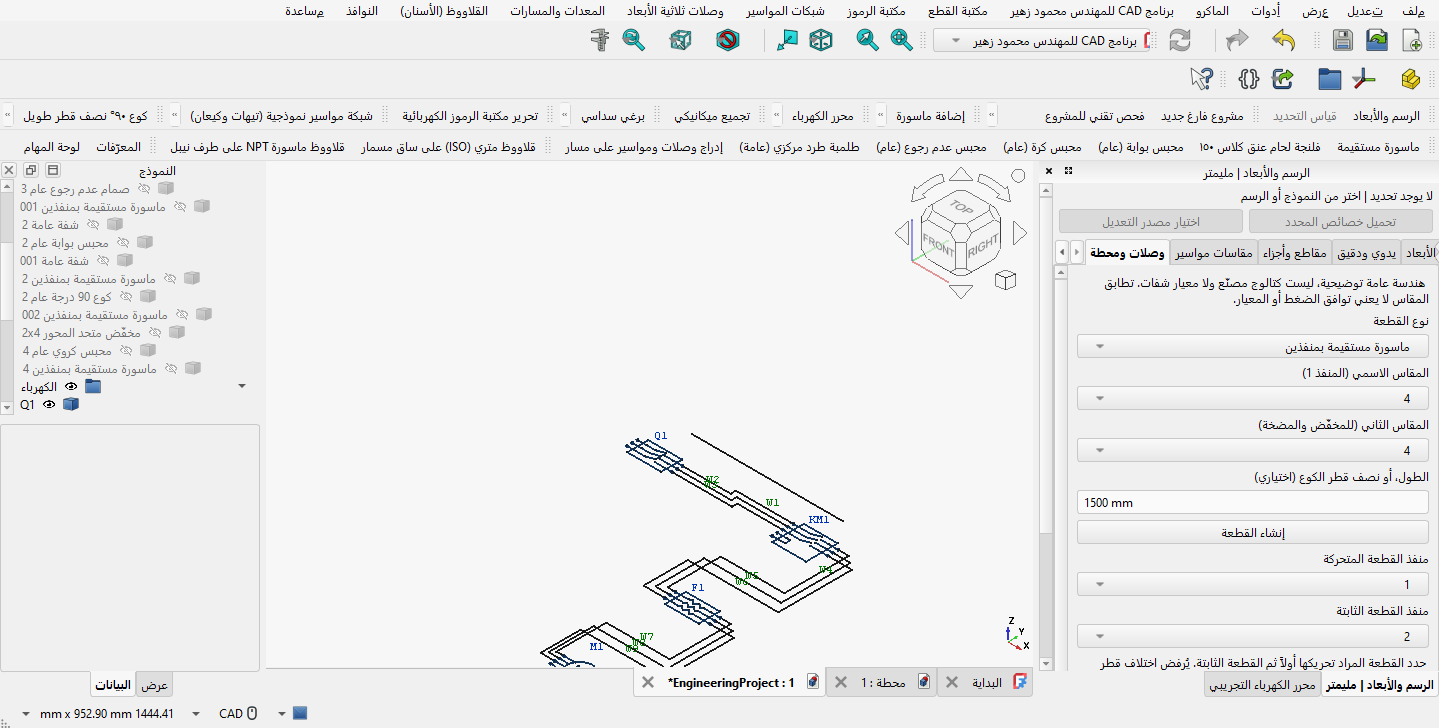 ملف تعديل عرض أدوات الماكرو برنامج CAD للمهندس محمود زهير مكتبة القطع مكتبة الرموز شبكات المواسير وصلات ثلاثية الأبعاد المعدات والمسارات القلاووظ (الأسنان) النوافذ مساعدة
برنامج CAD للمهندس محمود زهير
الرسم والأبعاد قياس التحديد مشروع فارغ جديد فحص تقني للمشروع » إضافة ماسورة » محرر الكهرباء » تجميع ميكانيكي برغي سداسي » تحرير مكتبة الرموز الكهربائية شبكة مواسير نموذجية (تيهات وكيعان) » كوع ٩٠° نصف قطر طويل »
ماسورة مستقيمة فلنجة لحام عنق كلاس ١٥٠ محبس بوابة (عام) محبس كرة (عام) محبس عدم رجوع (عام) طلمبة طرد مركزي (عامة) إدراج وصلات ومواسير على مسار قلاووظ متري (ISO) على ساق مسمار قلاووظ ماسورة NPT على طرف نيبل المعرّفات لوحة المهام
الرسم والأبعاد | مليمتر
لا يوجد تحديد | اختر من النموذج أو الرسم
تحميل خصائص المحدد
اختيار مصدر التعديل
الأبعاد يدوي ودقيق مقاطع وأجزاء مقاسات مواسير وصلات ومحطة
هندسة عامة توضيحية، ليست كتالوج مصنّع ولا معيار شفات. تطابق
المقاس لا يعني توافق الضغط أو المعيار.
نوع القطعة
ماسورة مستقيمة بمنفذين
المقاس الاسمي (المنفذ 1)
4
المقاس الثاني (للمخفّض والمضخة)
4
الطول، أو نصف قطر الكوع (اختياري)
1500 mm
إنشاء القطعة
منفذ القطعة المتحركة
1
منفذ القطعة الثابتة
2
حدد القطعة المراد تحريكها أولاً ثم القطعة الثابتة. يُرفض اختلاف قطر
الرسم والأبعاد | مليمتر
محرر الكهرباء التجريبي
TOP
FRONT
RIGHT
Q1
W2
W1
KM1
W4
W5
W6
F1
W7
W8
W9
M1
Z
Y
X
البداية
محطة : 1
EngineeringProject : 1*
النموذج
صمام عدم رجوع عام 3
ماسورة مستقيمة بمنفذين 001
شفة عامة 2
محبس بوابة عام 2
شفة عامة 001
ماسورة مستقيمة بمنفذين 2
كوع 90 درجة عام 2
ماسورة مستقيمة بمنفذين 002
مخفّض متحد المحور 2x4
محبس كروي عام 4
ماسورة مستقيمة بمنفذين 4
الكهرباء
Q1
عرض
البيانات
CAD
1444.41 mm x 952.90 mm